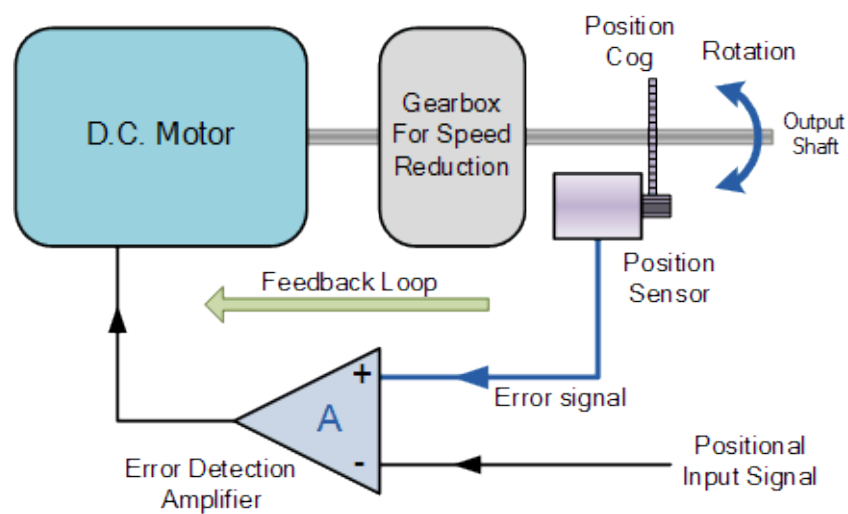 Position
Cog
Rotation
D.C. Motor
Gearbox
For Speed
Reduction
Output
Shaft
Position
Sensor
Feedback Loop
+
A
-
Error signal
Error Detection
Amplifier
Positional
Input Signal